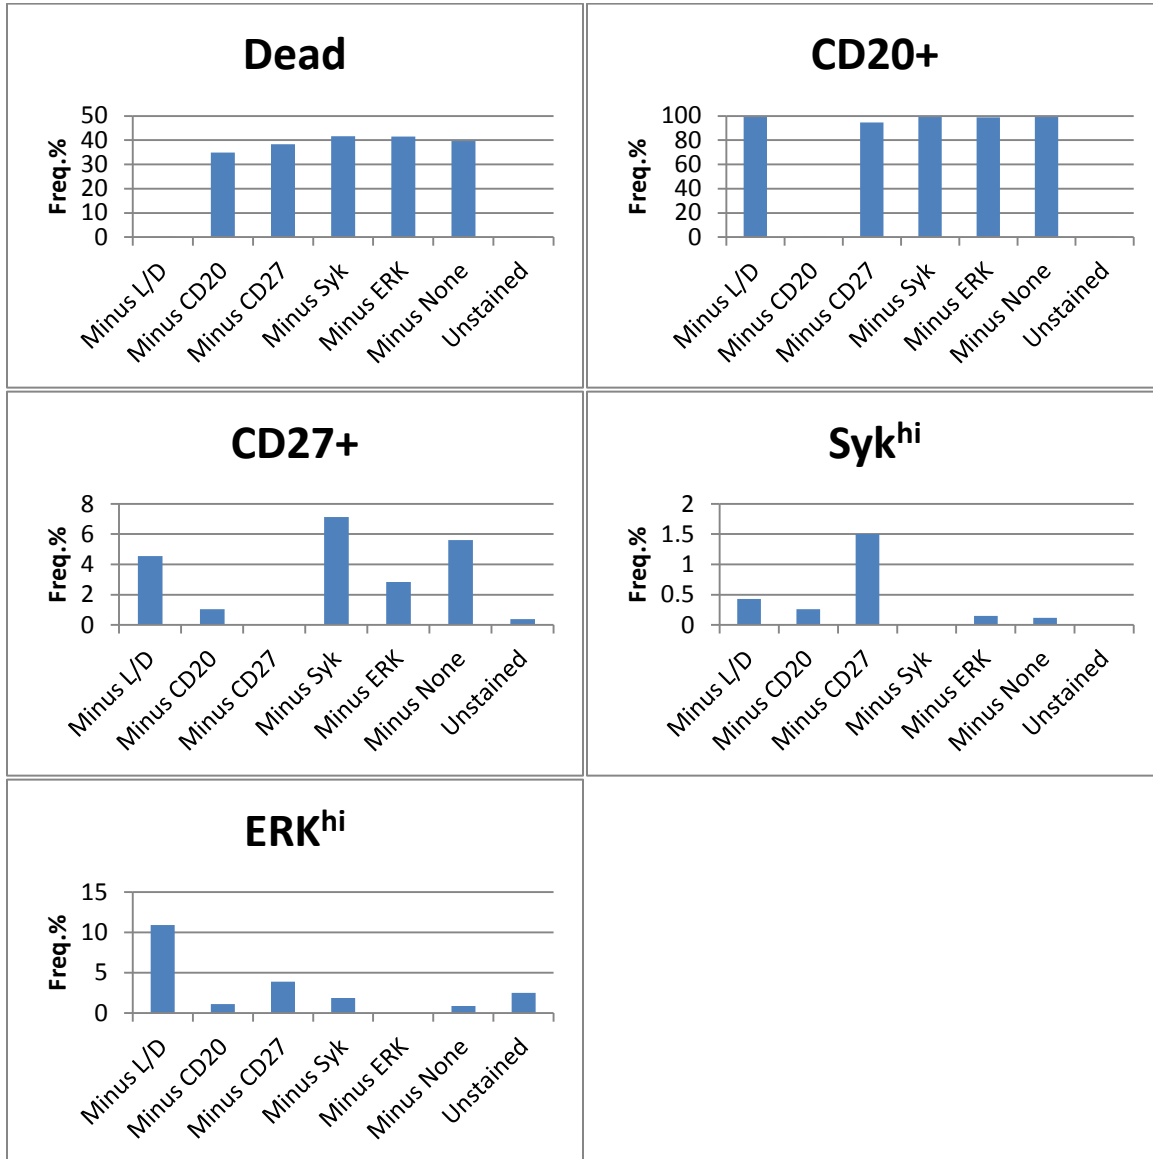 Dead
Freq.%
50
40
30
20
10
0
Minus L/D
Minus CD20
Minus CD27
Minus Syk
Minus ERK
Minus None
Unstained
CD20+
Freq.%
100
80
60
40
20
0
Minus L/D
Minus CD20
Minus CD27
Minus Syk
Minus ERK
Minus None
Unstained
CD27+
Freq.%
8
6
4
2
0
Minus L/D
Minus CD20
Minus CD27
Minus Syk
Minus ERK
Minus None
Unstained
Syk^hi
Freq.%
2
1.5
1
0.5
0
Minus L/D
Minus CD20
Minus CD27
Minus Syk
Minus ERK
Minus None
Unstained
ERK^hi
Freq.%
15
10
5
0
Minus L/D
Minus CD20
Minus CD27
Minus Syk
Minus ERK
Minus None
Unstained